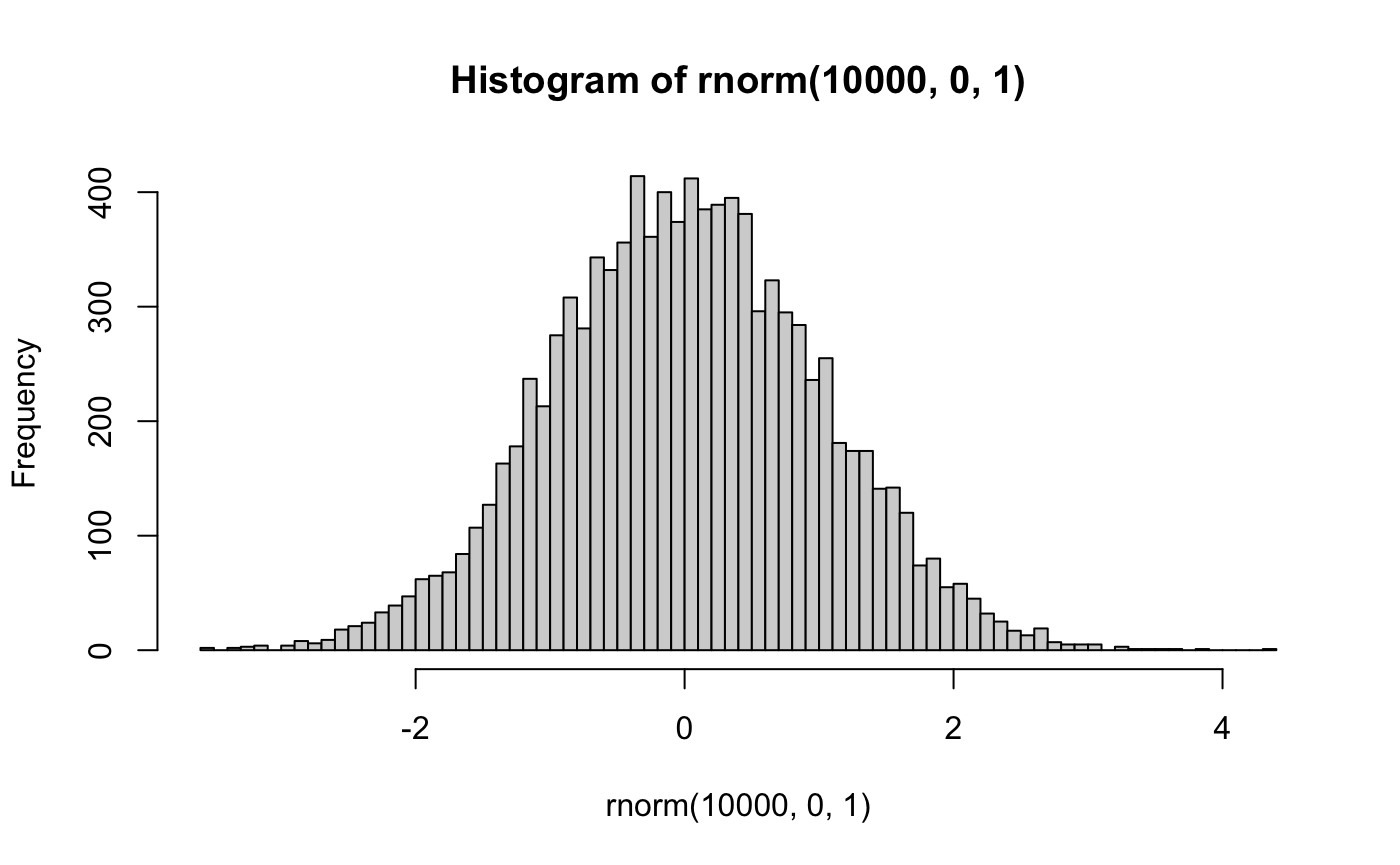 Histogram of rnorm(10000, 0, 1)
Frequency
400
300
200
100
0
-2 0 2 4
rnorm(10000, 0, 1)